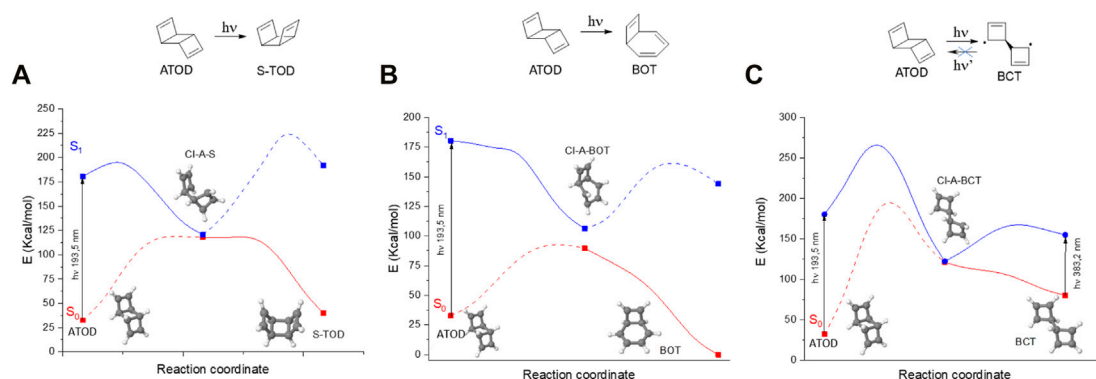 hν
ATOD
S-TOD
A
E (Kcal/mol)
250
225
200
175
150
125
100
75
50
25
0
S1
S0
hν 193,5 nm
CI-A-S
ATOD
S-TOD
Reaction coordinate
hν
ATOD
BOT
B
E (Kcal/mol)
200
175
150
125
100
75
50
25
0
S1
S0
hν 193,5 nm
CI-A-BOT
ATOD
BOT
Reaction coordinate
hν
hν'
ATOD
BCT
C
E (Kcal/mol)
300
250
200
150
100
50
0
S0
hν 193,5 nm
CI-A-BCT
hν 383,2 nm
ATOD
BCT
Reaction coordinate